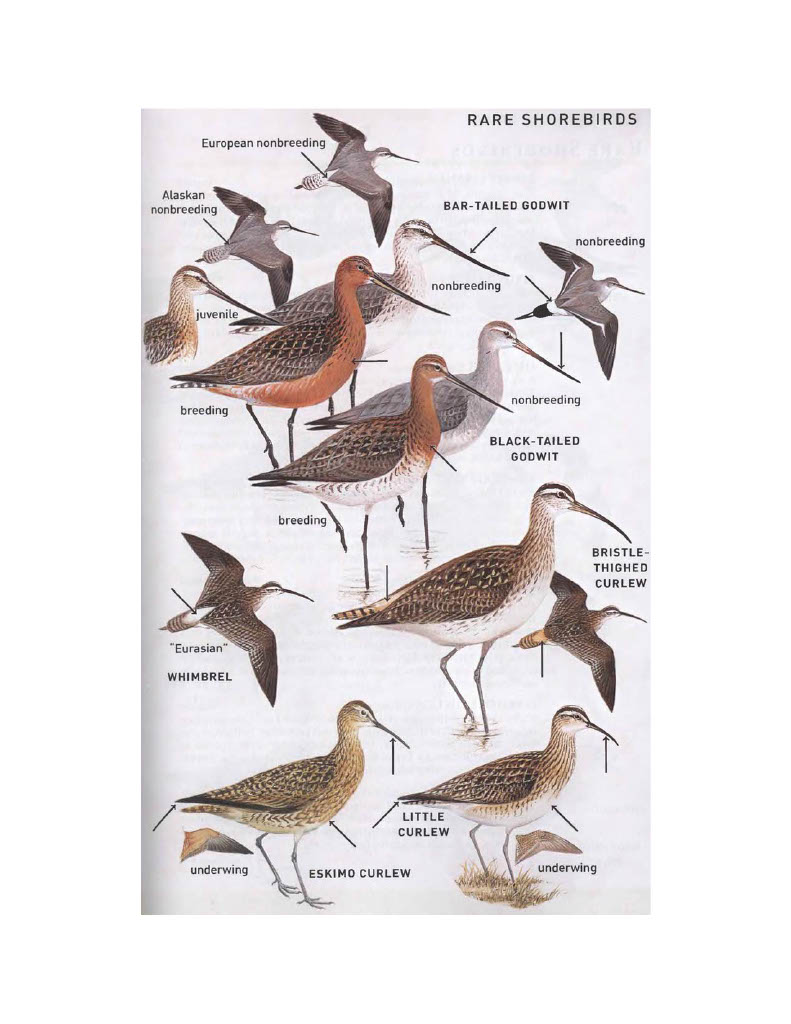 RARE SHOREBIRDS
European nonbreeding
Alaskan
nonbreeding
BAR-TAILED GODWIT
nonbreeding
nonbreeding
juvenile
breeding
nonbreeding
BLACK-TAILED
GODWIT
breeding
BRISTLE-
THIGHED
CURLEW
"Eurasian"
WHIMBREL
LITTLE
CURLEW
underwing
ESKIMO CURLEW
underwing